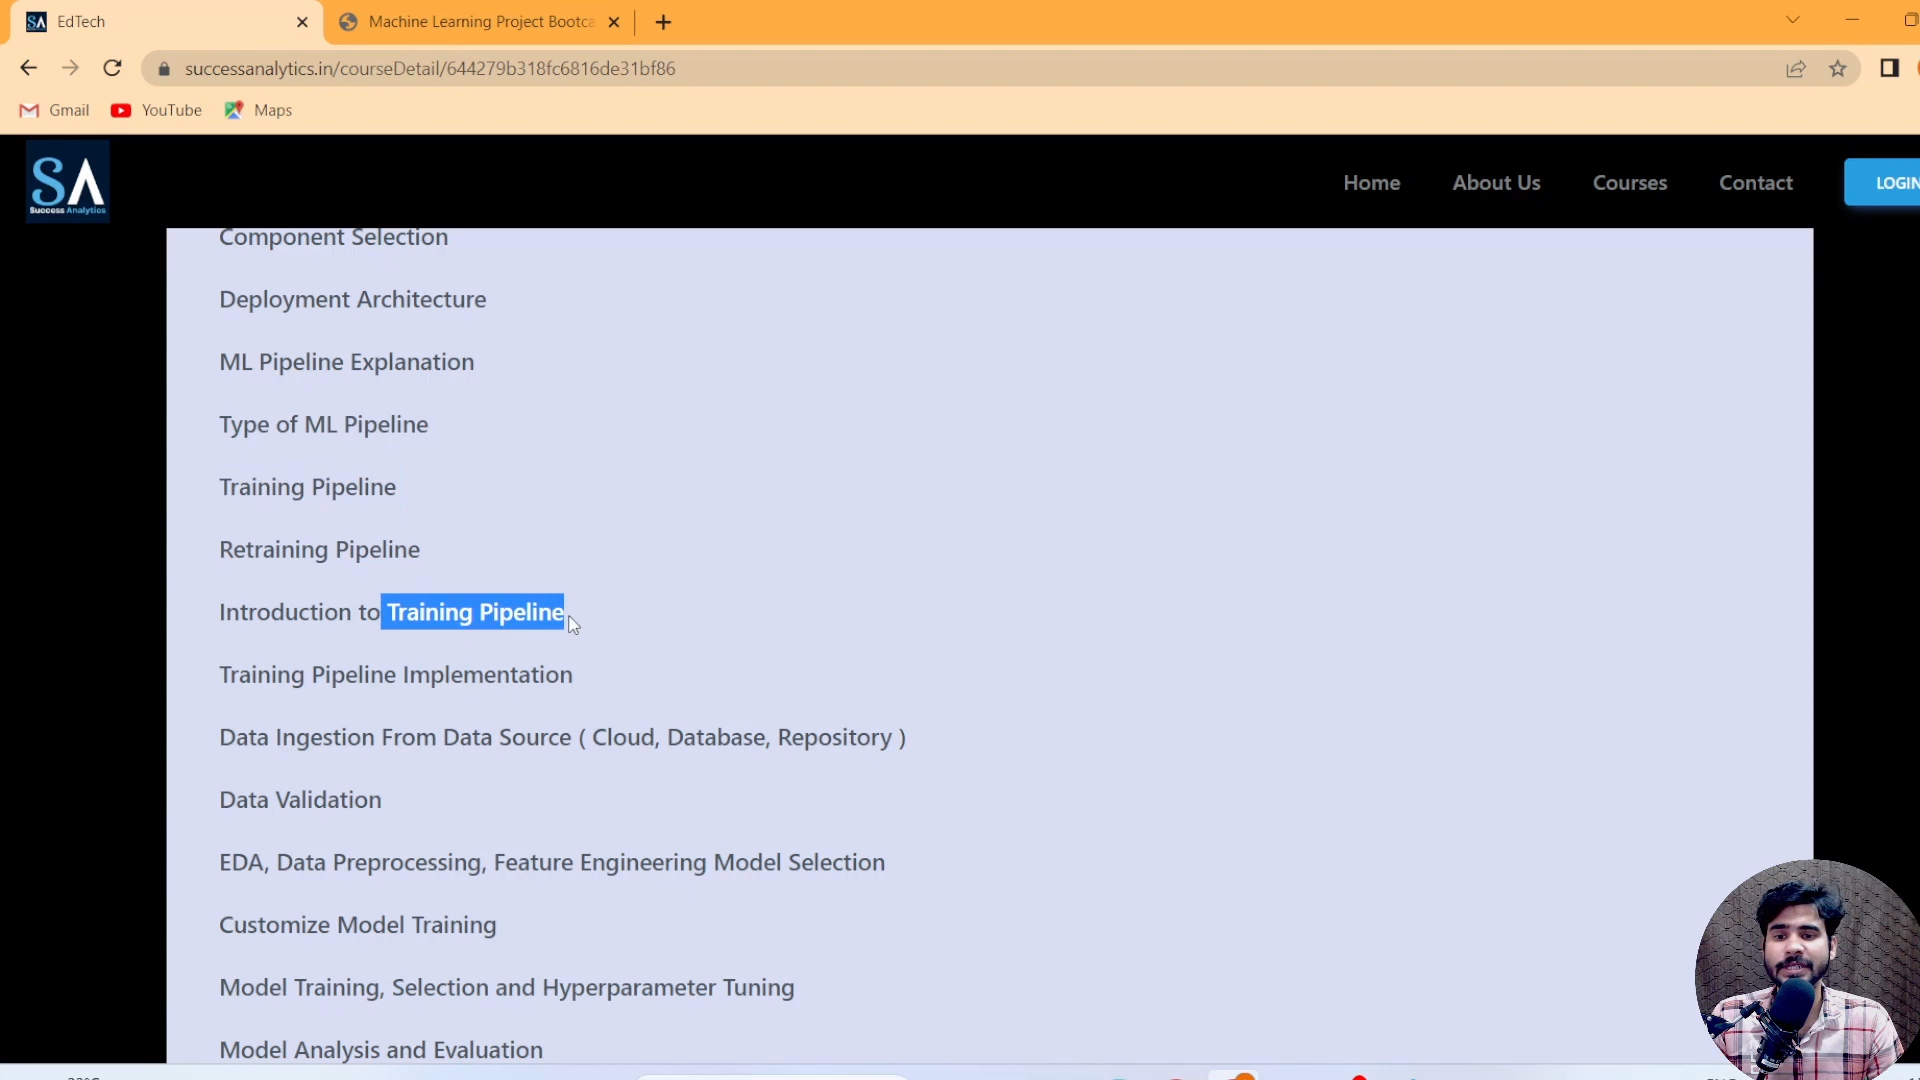 SA EdTech
Machine Learning Project Bootca
successanalytics.in/courseDetail/644279b318fc6816de31bf86
Gmail YouTube Maps
SA
Success Analytics
Home About Us Courses Contact LOGIN
Component Selection
Deployment Architecture
ML Pipeline Explanation
Type of ML Pipeline
Training Pipeline
Retraining Pipeline
Introduction to Training Pipeline
Training Pipeline Implementation
Data Ingestion From Data Source ( Cloud, Database, Repository )
Data Validation
EDA, Data Preprocessing, Feature Engineering Model Selection
Customize Model Training
Model Training, Selection and Hyperparameter Tuning
Model Analysis and Evaluation